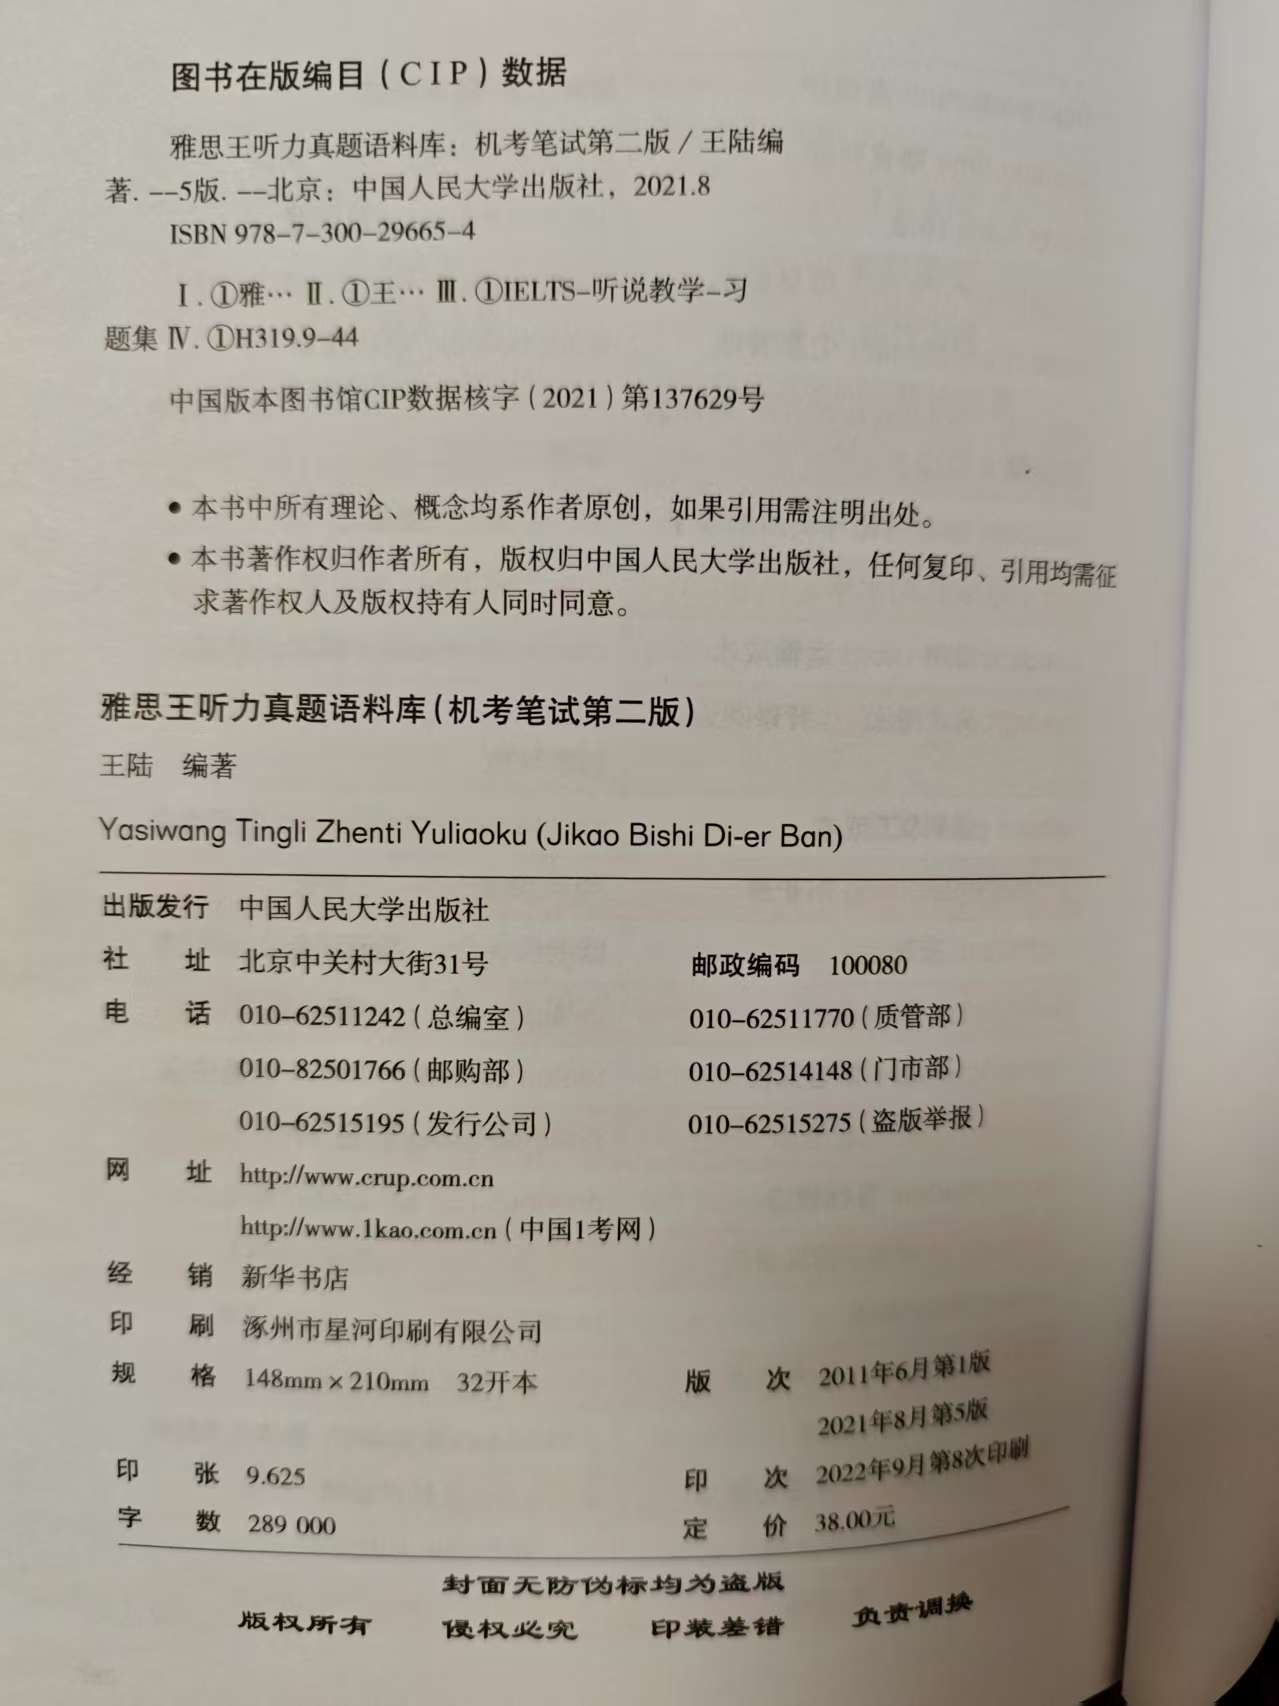 图书在版编目（CIP）数据
雅思王听力真题语料库：机考笔试第二版／王陆编
著. --5版. --北京：中国人民大学出版社，2021.8
ISBN 978-7-300-29665-4
Ⅰ.①雅… Ⅱ.①王… Ⅲ.①IELTS-听说教学-习
题集 Ⅳ.①H319.9-44
中国版本图书馆CIP数据核字（2021）第137629号
● 本书中所有理论、概念均系作者原创，如果引用需注明出处。
● 本书著作权归作者所有，版权归中国人民大学出版社，任何复印、引用均需征
求著作权人及版权持有人同时同意。
雅思王听力真题语料库（机考笔试第二版）
王陆　编著
Yasiwang Tingli Zhenti Yuliaoku (Jikao Bishi Di-er Ban)
出版发行　中国人民大学出版社
社　址　北京中关村大街31号　邮政编码　100080
电　话　010-62511242（总编室）　010-62511770（质管部）
010-82501766（邮购部）　010-62514148（门市部）
010-62515195（发行公司）　010-62515275（盗版举报）
网　址　http://www.crup.com.cn
http://www.1kao.com.cn（中国1考网）
经　销　新华书店
印　刷　涿州市星河印刷有限公司
规　格　148mm×210mm　32开本　版　次　2011年6月第1版
2021年8月第5版
印　张　9.625　印　次　2022年9月第8次印刷
字　数　289 000　定　价　38.00元
封面无防伪标均为盗版
版权所有　侵权必究　印装差错　负责调换